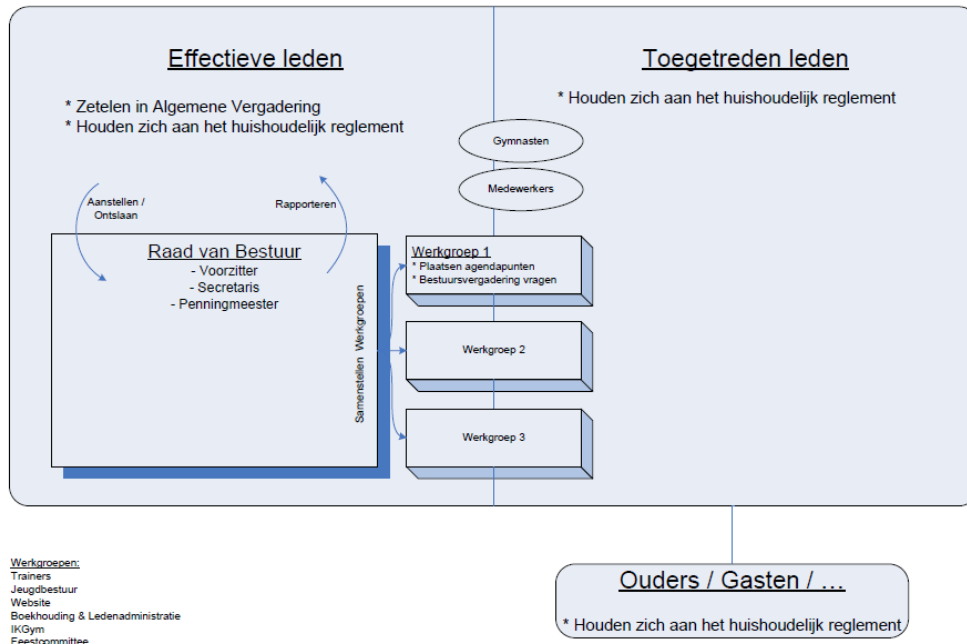 Effectieve leden
* Zetelen in Algemene Vergadering
* Houden zich aan het huishoudelijk reglement
Toegetreden leden
* Houden zich aan het huishoudelijk reglement
Gymnasten
Medewerkers
Aanstellen /
Ontslaan
Rapporteren
Raad van Bestuur
- Voorzitter
- Secretaris
- Penningmeester
Samenstellen Werkgroepen
Werkgroep 1
* Plaatsen agendapunten
* Bestuursvergadering vragen
Werkgroep 2
Werkgroep 3
Werkgroepen:
Trainers
Jeugdbestuur
Website
Boekhouding & Ledenadministratie
IKGym
Feestcommittee
Ouders / Gasten / ...
* Houden zich aan het huishoudelijk reglement